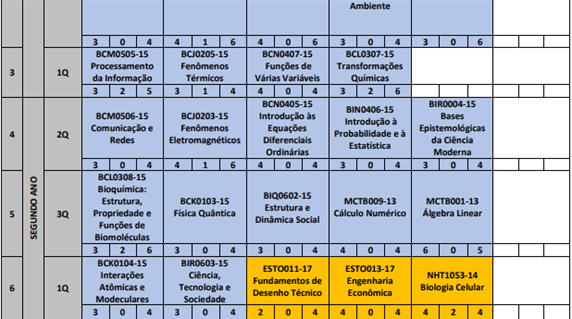 Ambiente
3 0 4 4 1 6 4 0 6 3 0 4 3 0 6
SEGUNDO ANO
3
1Q
BCM0505-15
Processamento
da Informação
BCJ0205-15
Fenômenos
Térmicos
BCN0407-15
Funções de
Várias Variáveis
BCL0307-15
Transformações
Químicas
3 2 5 3 1 4 4 0 4 3 2 6
4
2Q
BCM0506-15
Comunicação e
Redes
BCJ0203-15
Fenômenos
Eletromagnéticos
BCN0405-15
Introdução às
Equações
Diferenciais
Ordinárias
BIN0406-15
Introdução à
Probabilidade e à
Estatística
BIR0004-15
Bases
Epistemológicas
da Ciência
Moderna
3 0 4 4 1 6 4 0 4 3 0 4 3 0 4
5
3Q
BCL0308-15
Bioquímica:
Estrutura,
Propriedade e
Funções de
Biomoléculas
BCK0103-15
Física Quântica
BIQ0602-15
Estrutura e
Dinâmica Social
MCTB009-13
Cálculo Numérico
MCTB001-13
Álgebra Linear
3 2 6 3 0 4 3 0 4 4 0 4 6 0 5
6
1Q
BCK0104-15
Interações
Atômicas e
Modeculares
BIR0603-15
Ciência,
Tecnologia e
Sociedade
ESTO011-17
Fundamentos de
Desenho Técnico
ESTO013-17
Engenharia
Econômica
NHT1053-14
Biologia Celular
3 0 4 3 0 4 2 0 4 4 0 4 4 2 4